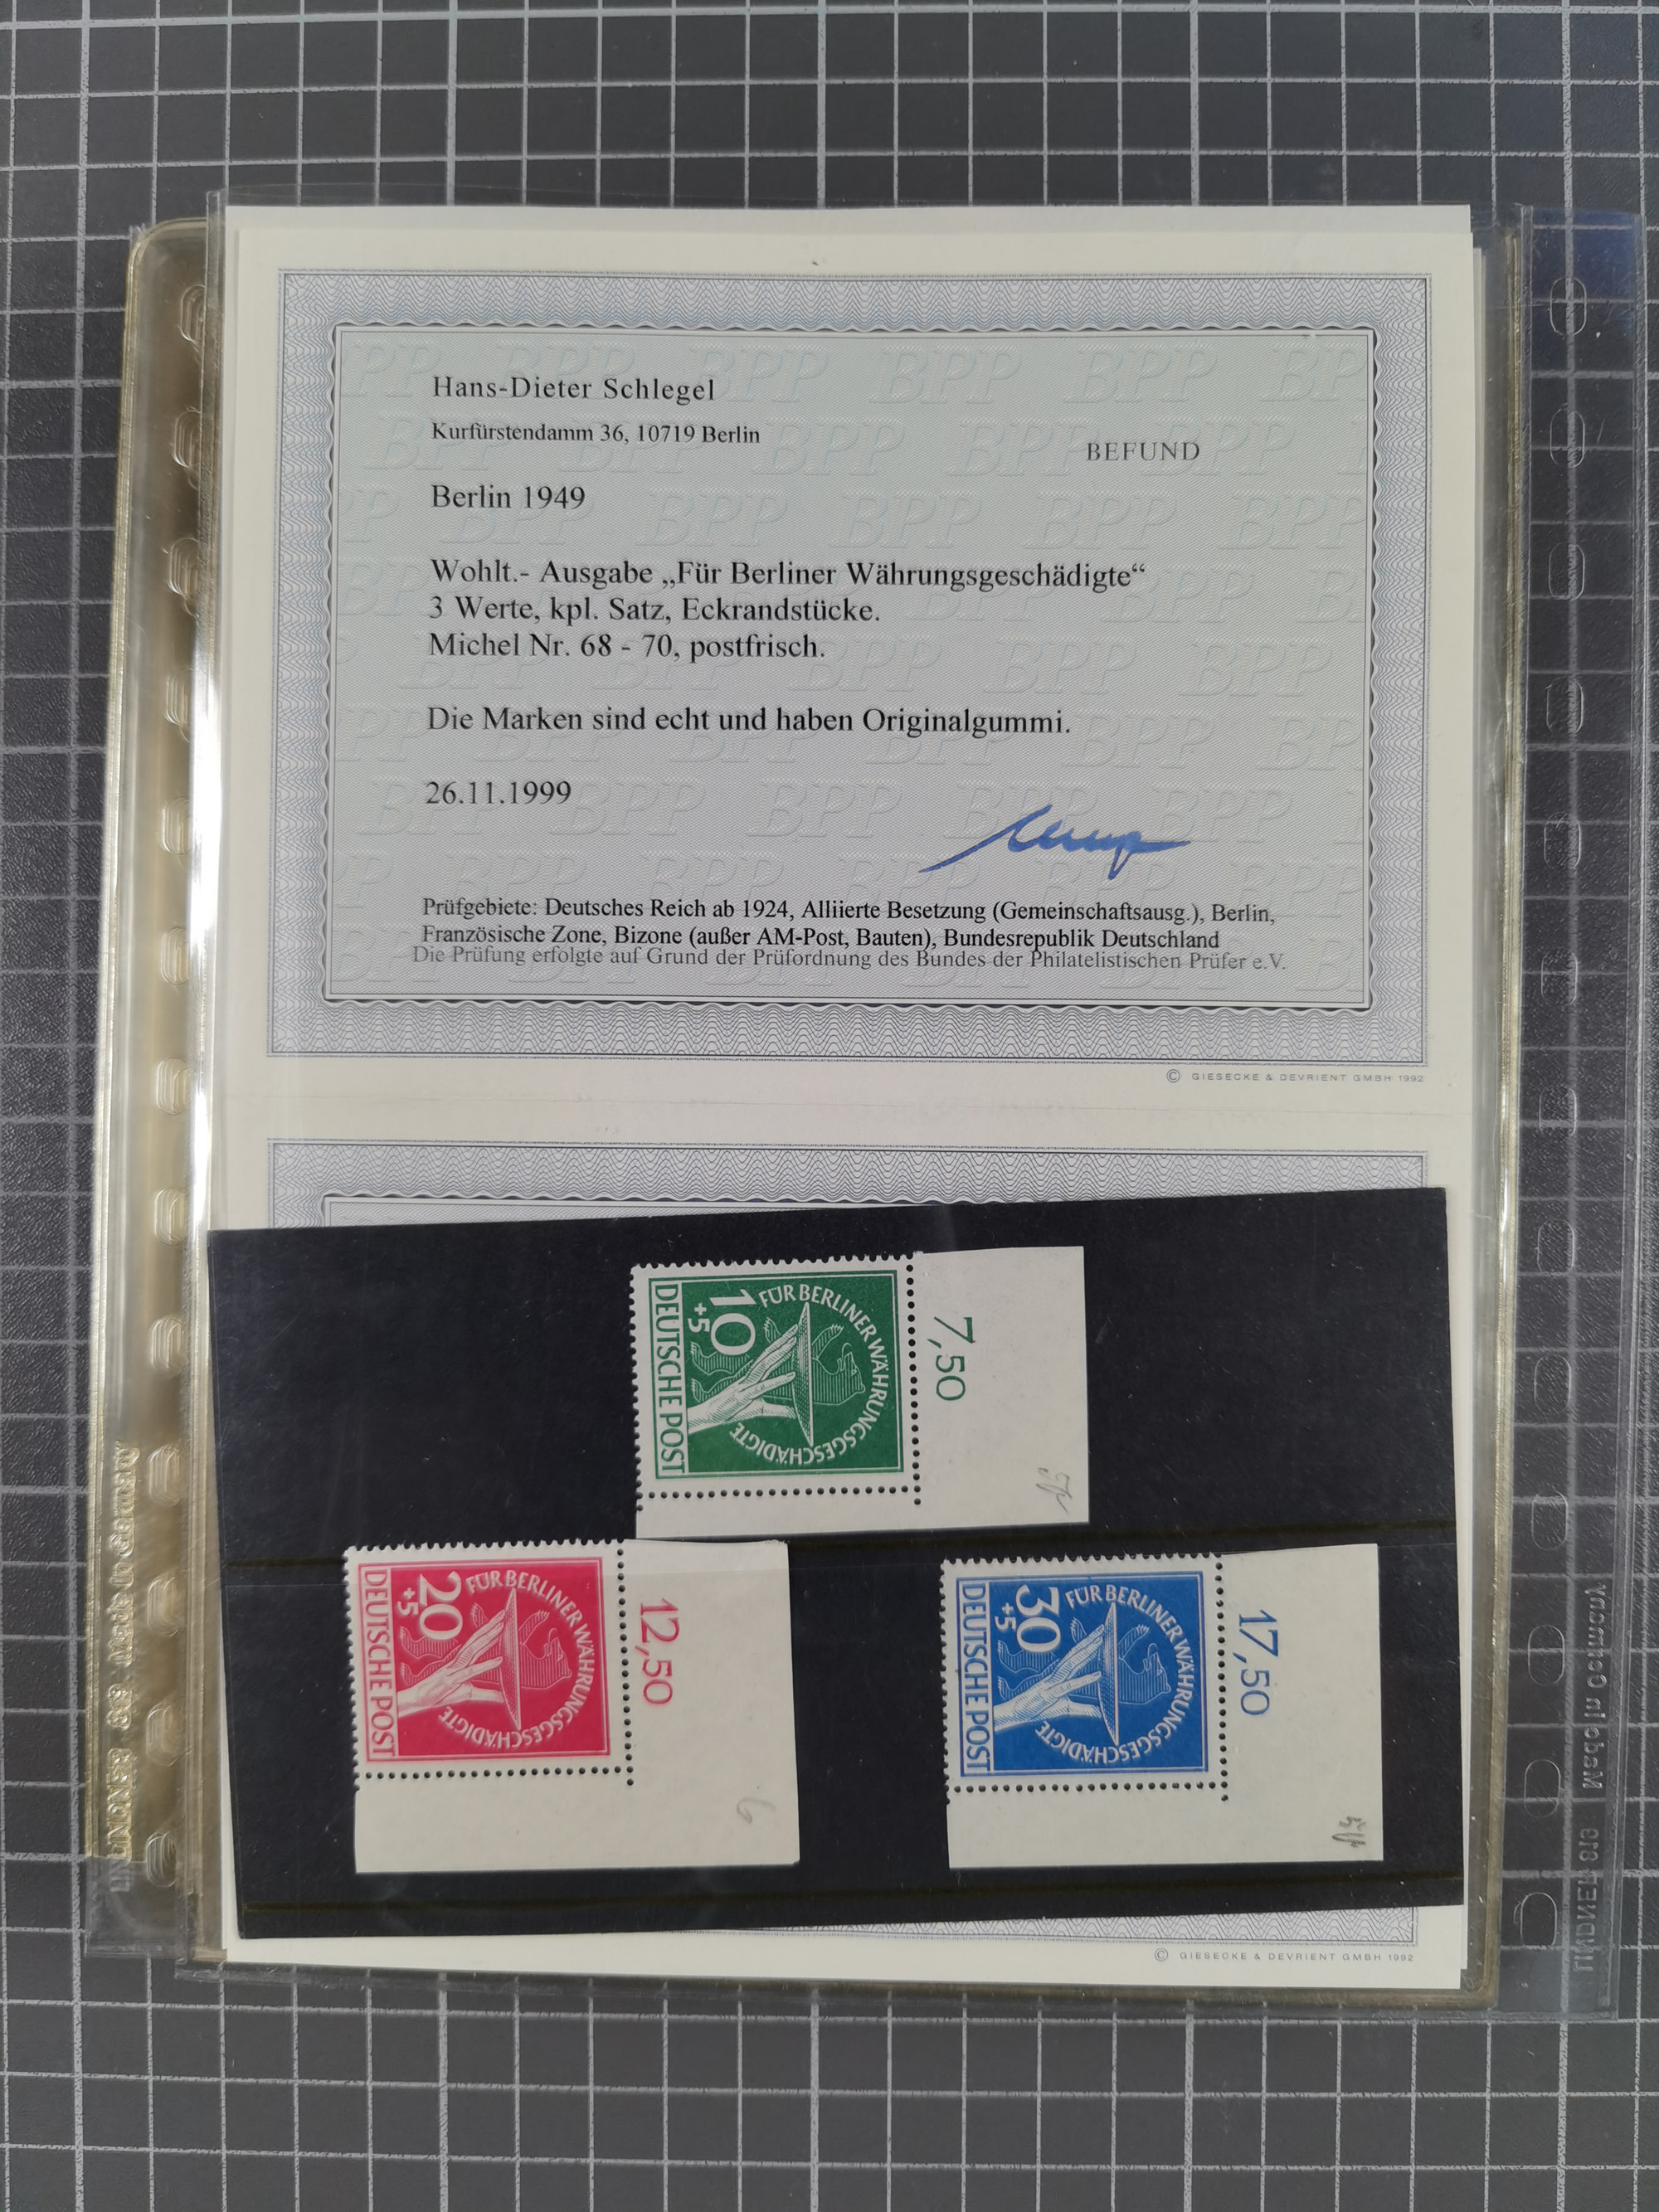 Hans-Dieter Schlegel
Kurfürstendamm 36, 10719 Berlin
BEFUND
Berlin 1949
Wohlt.- Ausgabe „Für Berliner Währungsgeschädigte“
3 Werte, kpl. Satz, Eckrandstücke.
Michel Nr. 68 - 70, postfrisch.
Die Marken sind echt und haben Originalgummi.
26.11.1999
Prüfgebiete: Deutsches Reich ab 1924, Alliierte Besetzung (Gemeinschaftsausg.), Berlin,
Französische Zone, Bizone (außer AM-Post, Bauten), Bundesrepublik Deutschland
Die Prüfung erfolgte auf Grund der Prüfordnung des Bundes der Philatelistischen Prüfer e.V.
© GIESECKE & DEVRIENT GMBH 1992
FÜR BERLINER WÄHRUNGSGESCHÄDIGTE
10
+5
DEUTSCHE POST
7,50
FÜR BERLINER WÄHRUNGSGESCHÄDIGTE
20
+5
DEUTSCHE POST
12,50
FÜR BERLINER WÄHRUNGSGESCHÄDIGTE
30
+5
DEUTSCHE POST
17,50
© GIESECKE & DEVRIENT GMBH 1992
LINDNER 818 Made in Germany